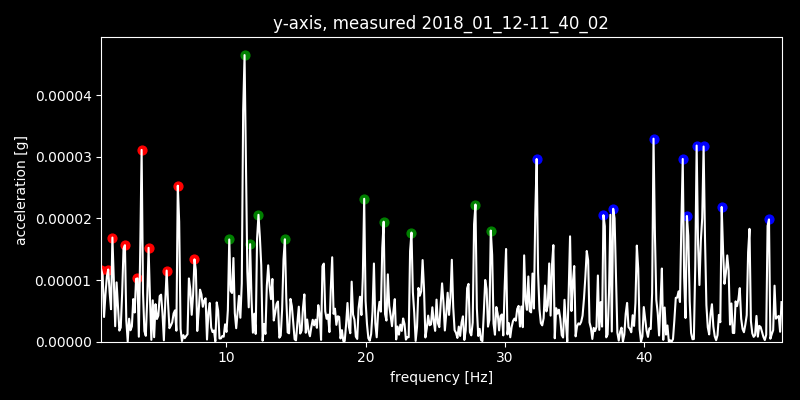 y-axis, measured 2018_01_12-11_40_02
acceleration [g]
0.00004
0.00003
0.00002
0.00001
0.00000
10 20 30 40
frequency [Hz]